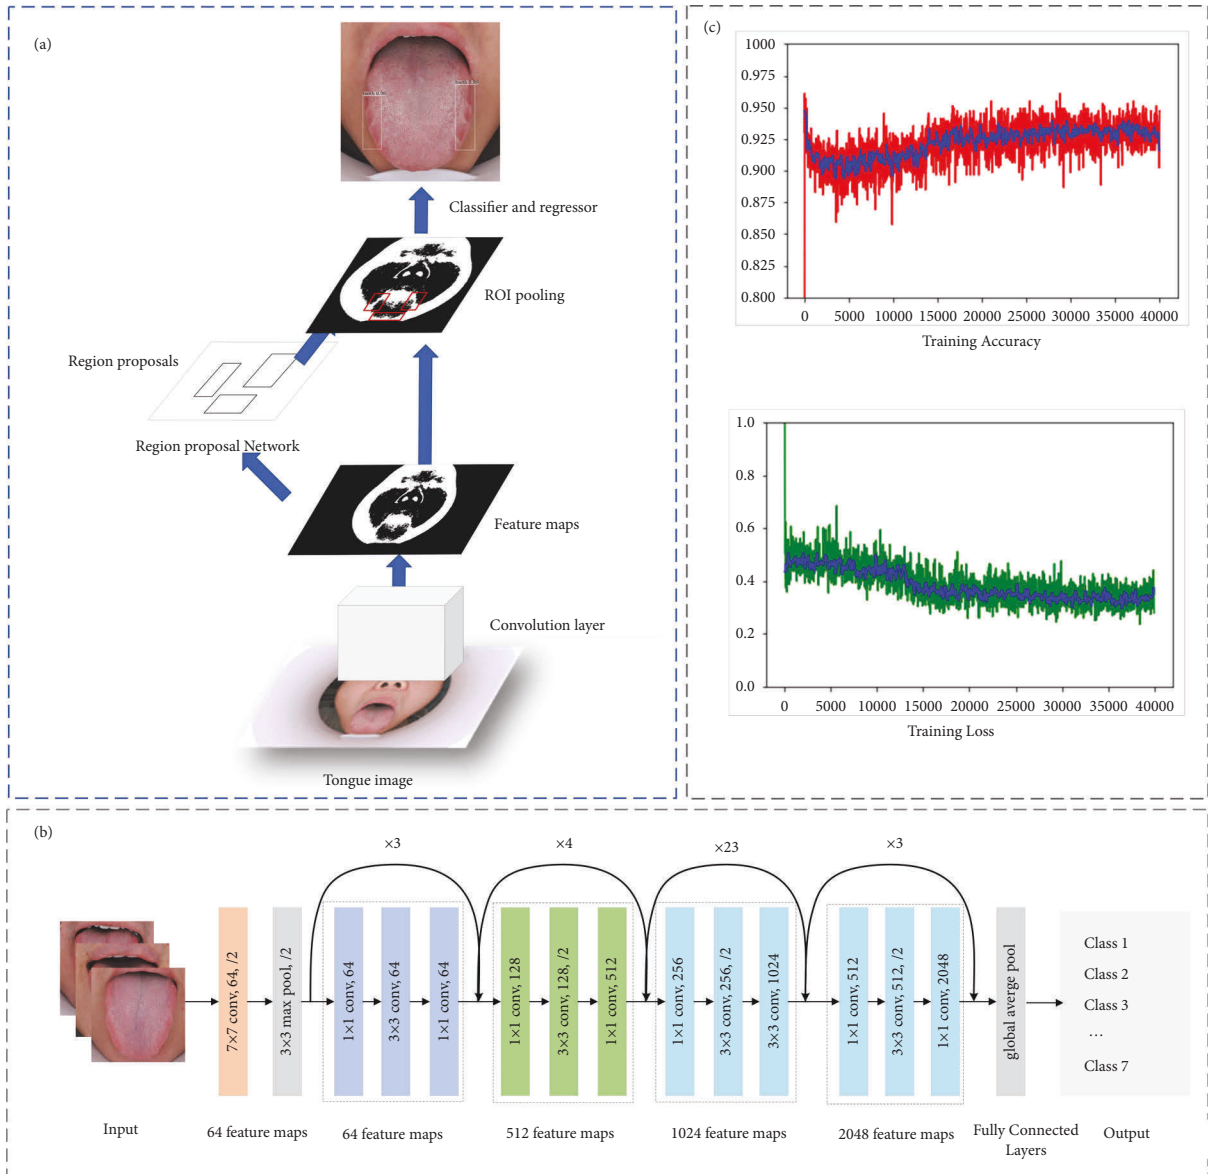 (a)
Classifier and regressor
ROI pooling
Region proposals
Region proposal Network
Feature maps
Convolution layer
Tongue image
(c)
1000
0.975
0.950
0.925
0.900
0.875
0.850
0.825
0.800
0 5000 10000 15000 20000 25000 30000 35000 40000
Training Accuracy
1.0
0.6
0.4
0.2
0.0
0 5000 10000 15000 20000 25000 30000 35000 40000
Training Loss
(b)
×3 ×4 ×23 ×3
7×7 conv, 64, /2
3×3 max pool, /2
1×1 conv, 64
3×3 conv, 64
1×1 conv, 64
1×1 conv, 128
3×3 conv, 128, /2
1×1 conv, 512
1×1 conv, 256
3×3 conv, 256, /2
3×3 conv, 1024
1×1 conv, 512
3×3 conv, 512, /2
1×1 conv, 2048
global averge pool
Class 1
Class 2
Class 3
...
Class 7
Input
64 feature maps
64 feature maps
512 feature maps
1024 feature maps
2048 feature maps
Fully Connected
Layers
Output